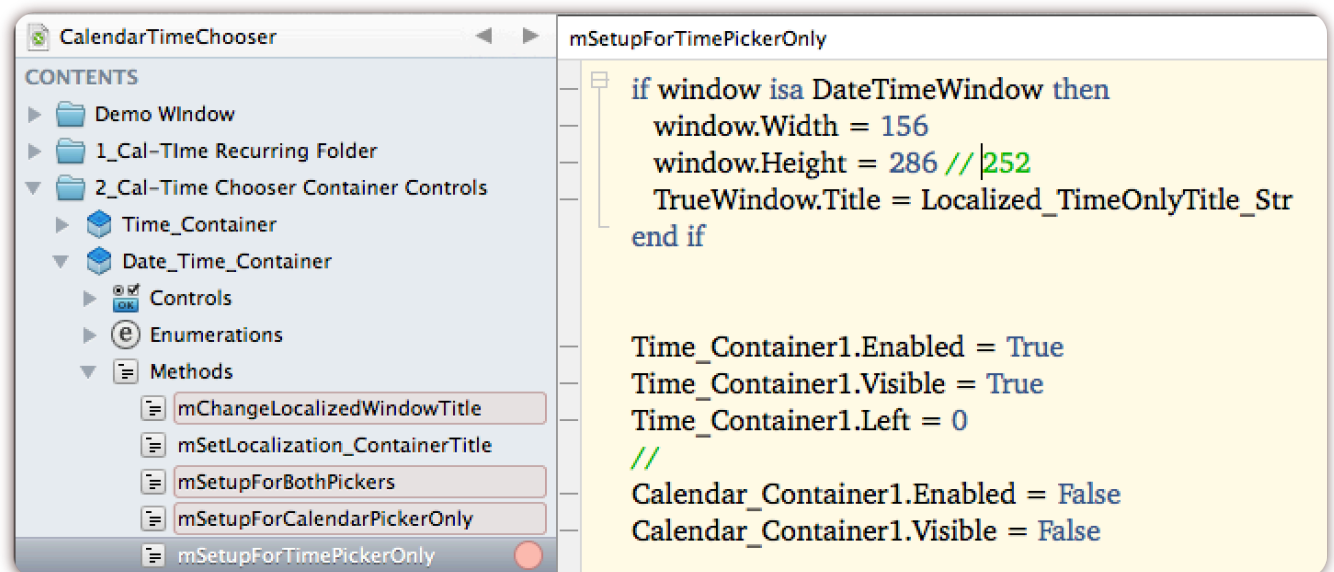 CalendarTimeChooser
CONTENTS
Demo WIndow
1_Cal-TIme Recurring Folder
2_Cal-Time Chooser Container Controls
Time_Container
Date_Time_Container
OK Controls
e Enumerations
Methods
mChangeLocalizedWindowTitle
mSetLocalization_ContainerTitle
mSetupForBothPickers
mSetupForCalendarPickerOnly
mSetupForTimePickerOnly
mSetupForTimePickerOnly
if window isa DateTimeWindow then
window.Width = 156
window.Height = 286 // 252
TrueWindow.Title = Localized_TimeOnlyTitle_Str
end if
Time_Container1.Enabled = True
Time_Container1.Visible = True
Time_Container1.Left = 0
//
Calendar_Container1.Enabled = False
Calendar_Container1.Visible = False